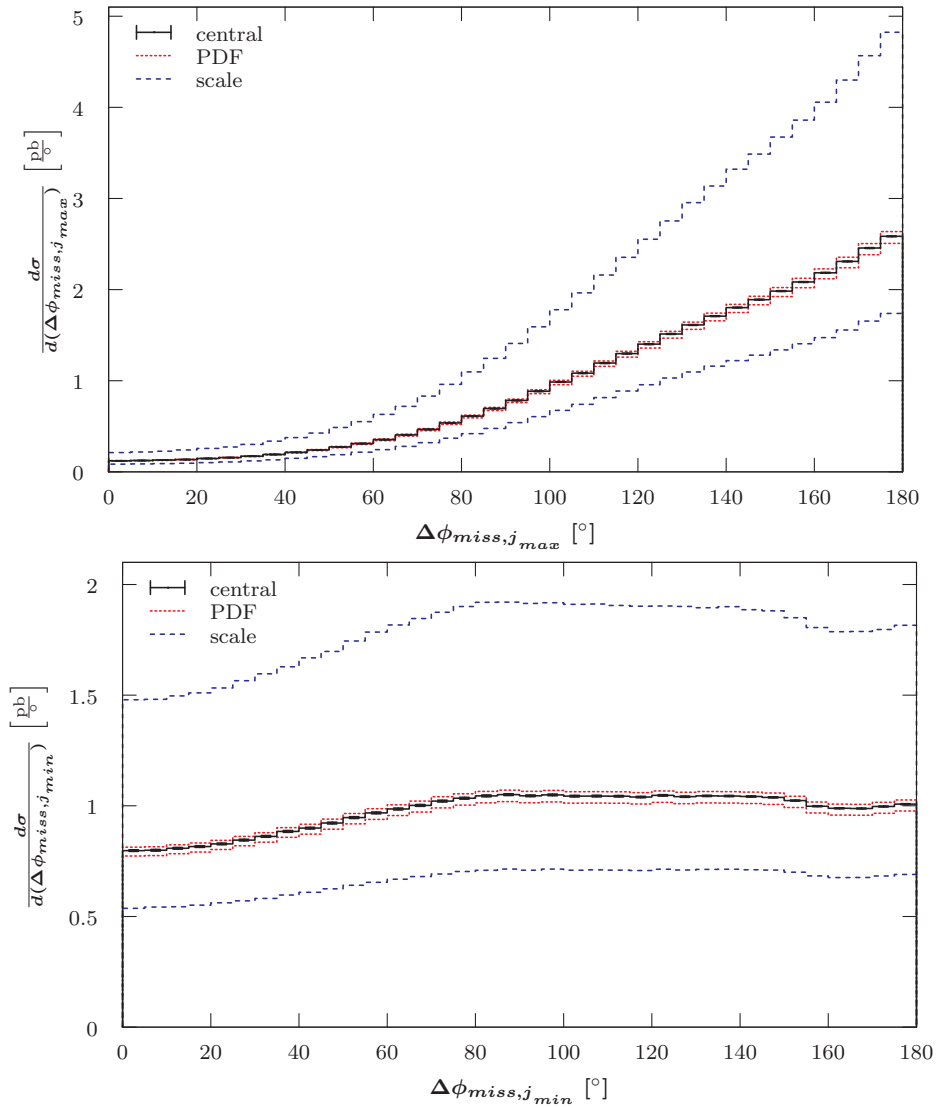 5
central
PDF
scale
4
3
2
1
0
dσ
d(Δφmiss,jmax) [pb/°]
0 20 40 60 80 100 120 140 160 180
Δφmiss,jmax [°]
2
central
PDF
scale
1.5
1
0.5
0
dσ
d(Δφmiss,jmin) [pb/°]
0 20 40 60 80 100 120 140 160 180
Δφmiss,jmin [°]